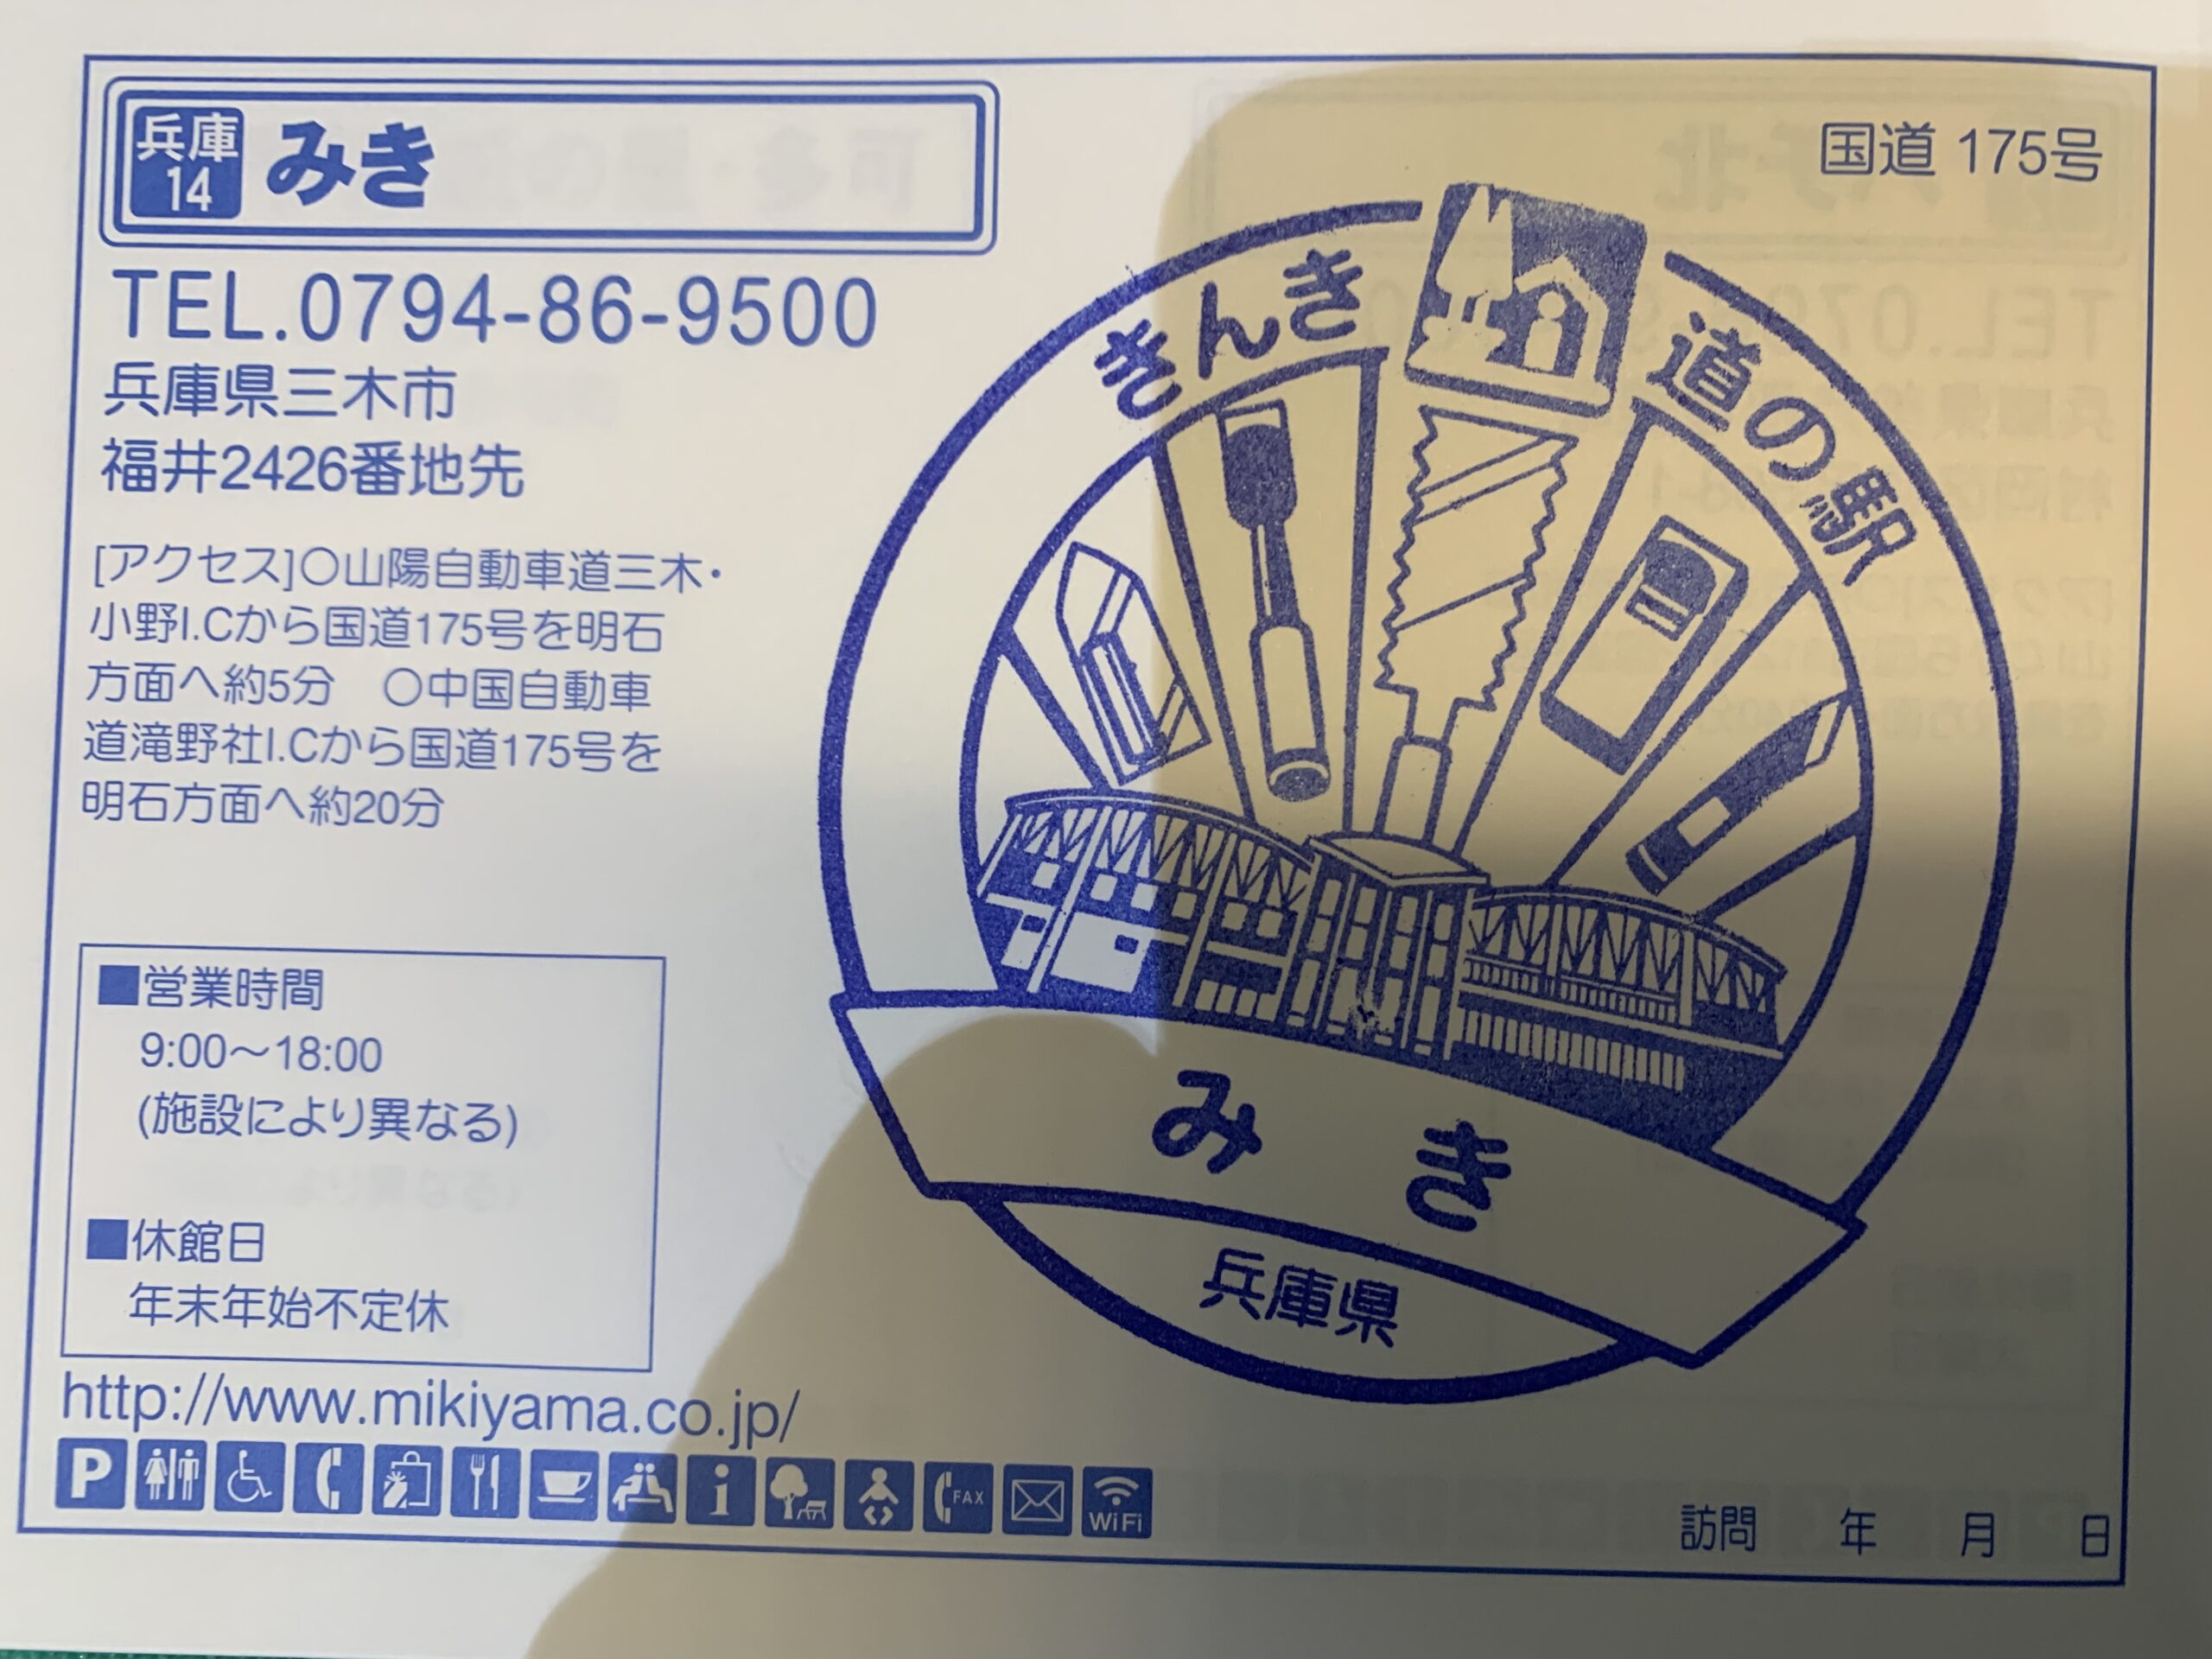 兵庫
14
みき
国道 175号
TEL.0794-86-9500
兵庫県三木市
福井2426番地先
[アクセス]○山陽自動車道三木・
小野I.Cから国道175号を明石
方面へ約5分　○中国自動車
道滝野社I.Cから国道175号を
明石方面へ約20分
■営業時間
9:00～18:00
(施設により異なる)
■休館日
年末年始不定休
http://www.mikiyama.co.jp/
P
i
FAX
WiFi
きんき 道の駅
みき
兵庫県
訪問　年　月　日